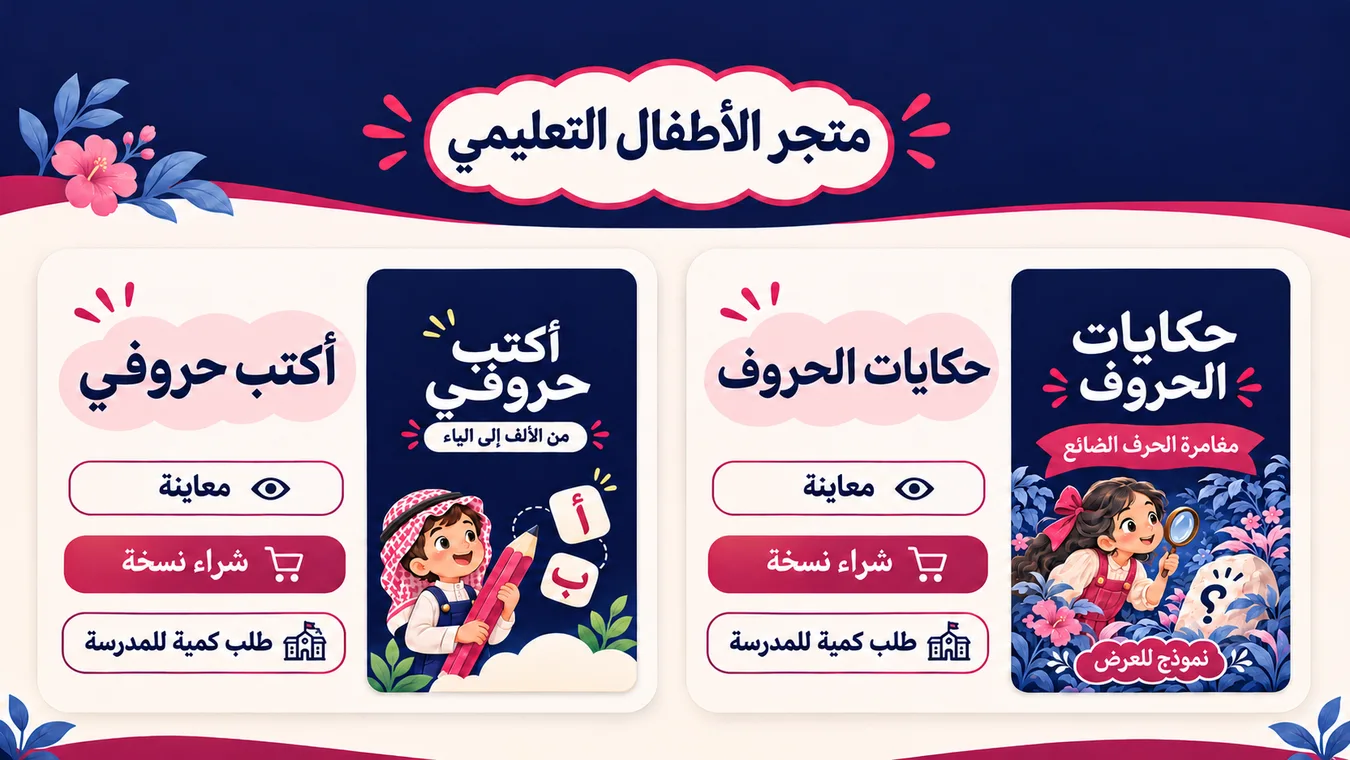 متجر الأطفال التعليمي
حكايات
الحروف
مغامرة الحرف الضائع
؟
نموذج للعرض
حكايات الحروف
معاينة
شراء نسخة
طلب كمية للمدرسة
أكتب
حروفي
من الألف إلى الياء
أ
ب
أكتب حروفي
معاينة
شراء نسخة
طلب كمية للمدرسة